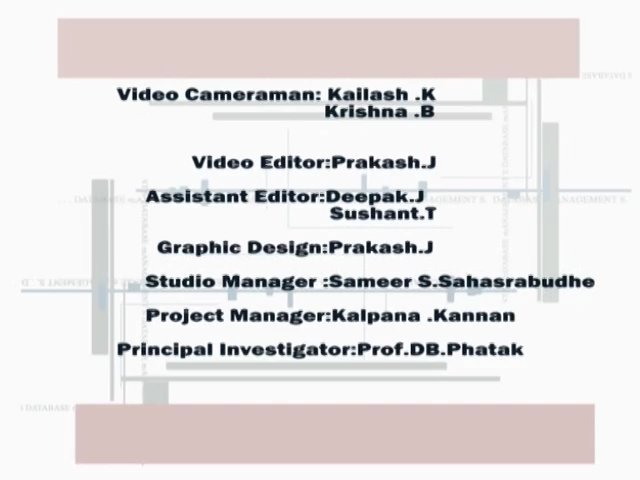 Video Cameraman: Kailash .K
Krishna .B
Video Editor:Prakash.J
Assistant Editor:Deepak.J
Sushant.T
Graphic Design:Prakash.J
Studio Manager :Sameer S.Sahasrabudhe
Project Manager:Kalpana .Kannan
Principal Investigator:Prof.DB.Phatak